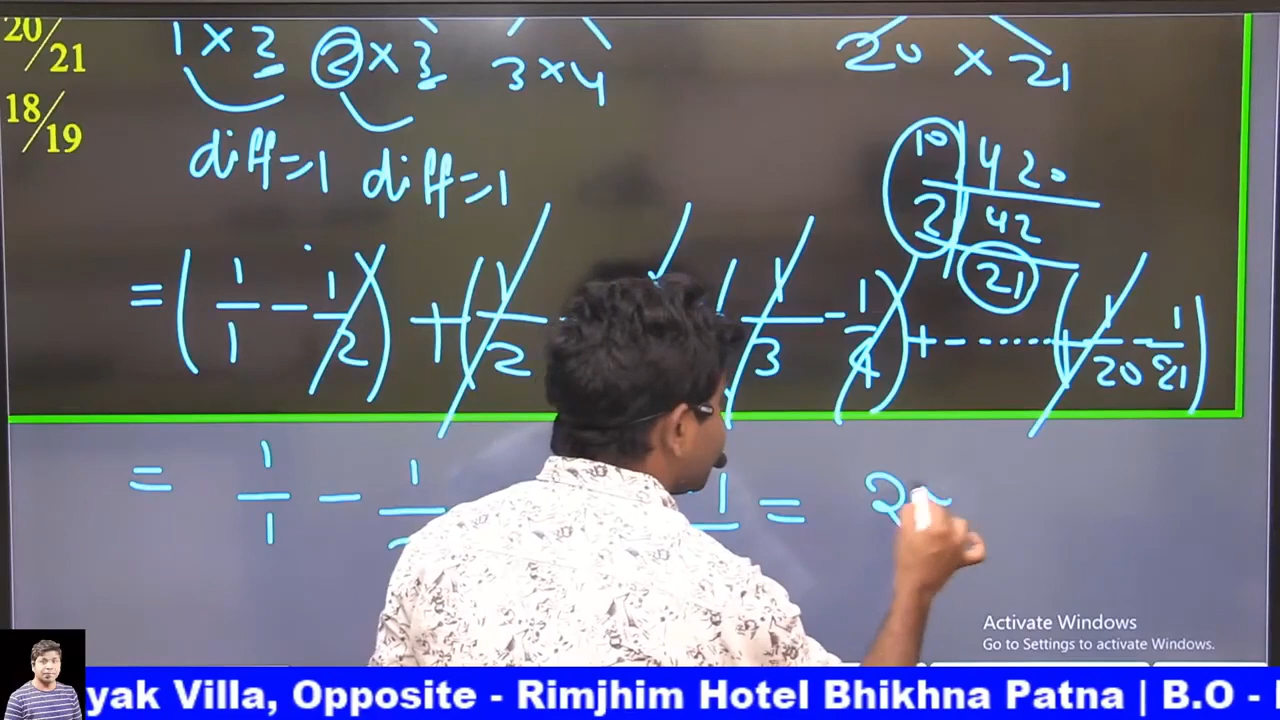 20/21
18/19
1 × 2 2 × 3 3 × 4 20 × 21
diff=1 diff=1
10 | 420
2 | 42
21
= (1/1 - 1/2) + (1/2 1/3 - 1/4) + - ...... (1/20 - 1/21)
= 1/1 - 1/ 1 = 20
Activate Windows
Go to Settings to activate Windows.
yak Villa, Opposite - Rimjhim Hotel Bhikhna Patna | B.O -